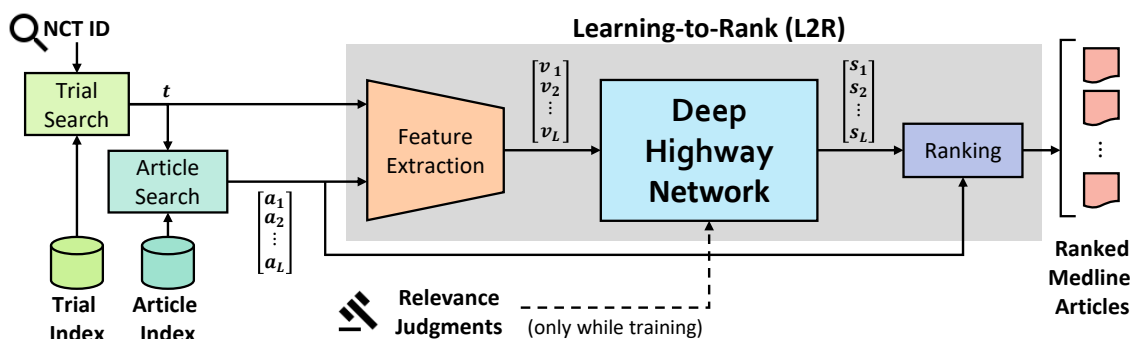 NCT ID
Learning-to-Rank (L2R)
Trial
Search
t
Article
Search
[a1
a2
⋮
aL]
Trial
Index
Article
Index
Feature
Extraction
[v1
v2
⋮
vL]
Deep
Highway
Network
[s1
s2
⋮
sL]
Ranking
Relevance
Judgments
(only while training)
⋮
Ranked
Medline
Articles